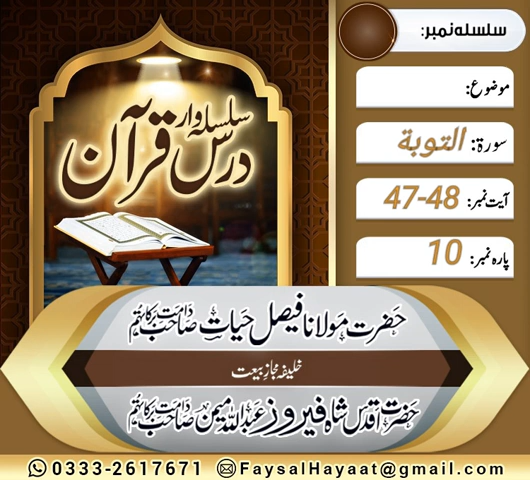 سلسلہ نمبر:
موضوع:
سورۃ: التوبة
آیت نمبر: 47-48
پارہ نمبر: 10
سلسلہ وار
درس قرآن
حضرت مولانا فیصل حیات صاحب دامت برکاتہم
خلیفہ مجاز بیعت
حضرت اقدس شاہ فیروز عبداللہ میمن صاحب دامت برکاتہم
0333-2617671 FaysalHayaat@gmail.com